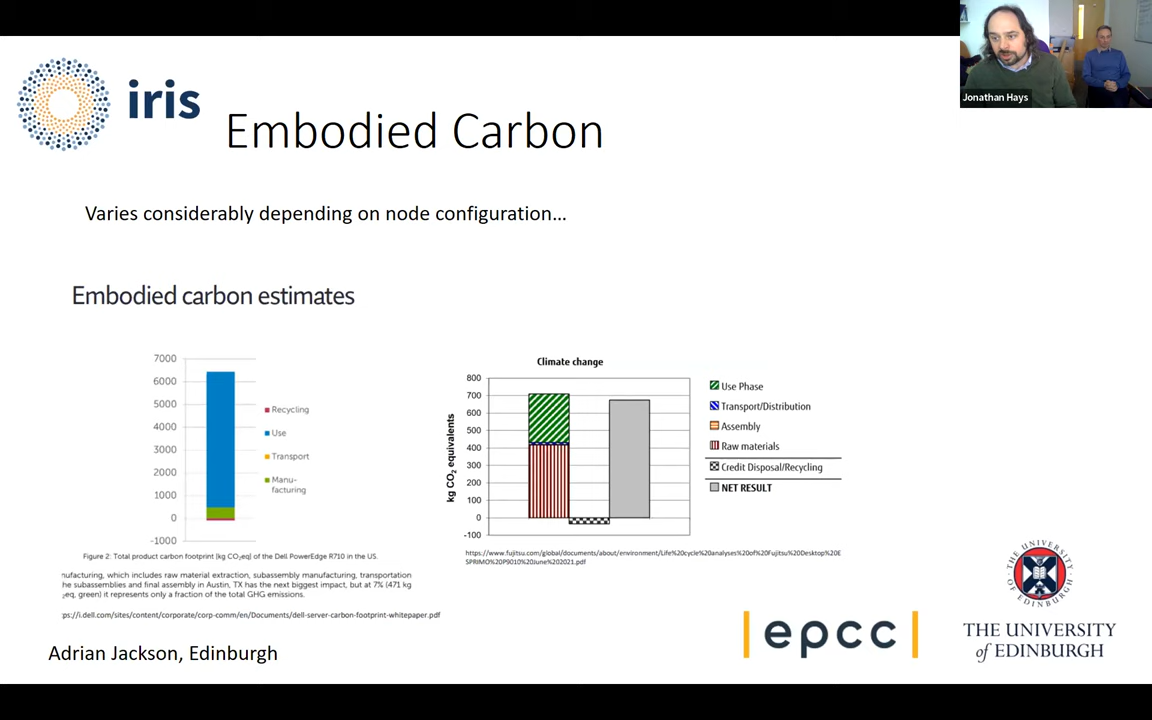 Jonathan Hays
iris
Embodied Carbon
Varies considerably depending on node configuration...
Embodied carbon estimates
7000
6000
5000
4000
3000
2000
1000
0
-1000
Recycling
Use
Transport
Manu-
facturing
Figure 2: Total product carbon footprint [kg CO₂eq] of the Dell PowerEdge R710 in the US.
nufacturing, which includes raw material extraction, subassembly manufacturing, transportation
he subassemblies and final assembly in Austin, TX has the next biggest impact, but at 7% (471 kg
₂eq, green) it represents only a fraction of the total GHG emissions.
ps://i.dell.com/sites/content/corporate/corp-comm/en/Documents/dell-server-carbon-footprint-whitepaper.pdf
Climate change
kg CO₂ equivalents
800
700
600
500
400
300
200
100
0
-100
Use Phase
Transport/Distribution
Assembly
Raw materials
Credit Disposal/Recycling
NET RESULT
https://www.fujitsu.com/global/documents/about/environment/Life%20cycle%20analyses%20of%20Fujitsu%20Desktop%20E
SPRIMO%20P9010%20June%202021.pdf
Adrian Jackson, Edinburgh
epcc
THE UNIVERSITY
of EDINBURGH